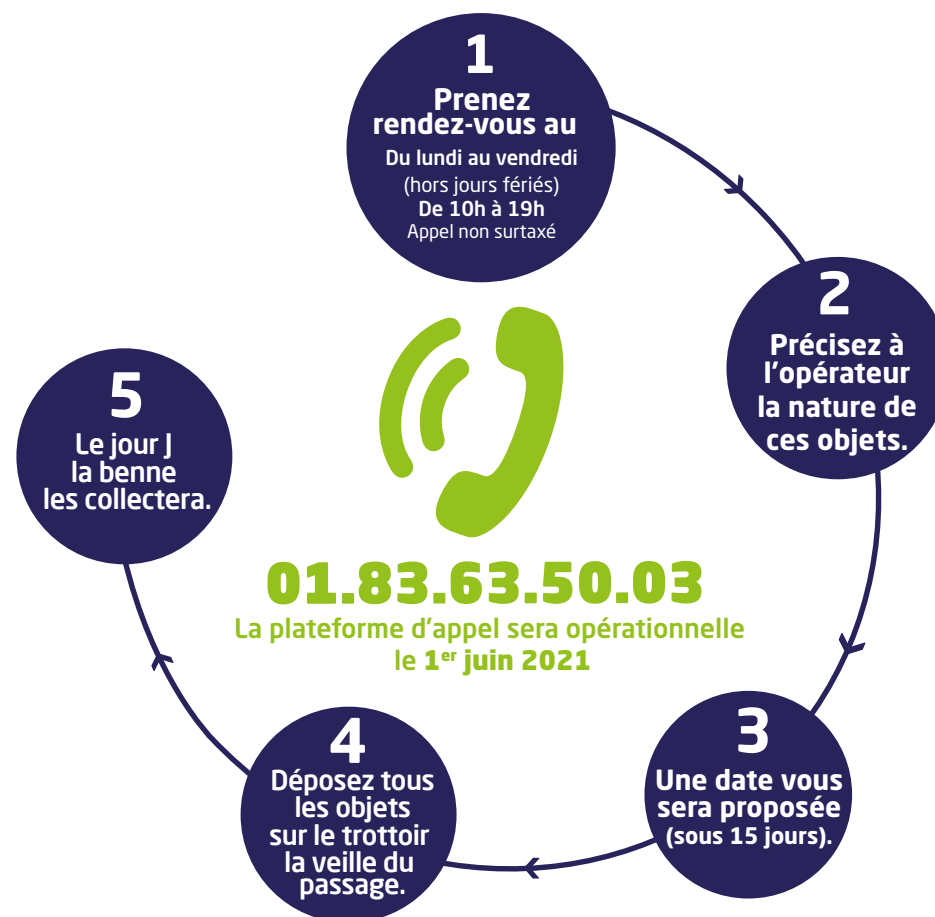 1
Prenez
rendez-vous au
Du lundi au vendredi
(hors jours fériés)
De 10h à 19h
Appel non surtaxé
2
Précisez à
l'opérateur
la nature de
ces objets.
3
Une date vous
sera proposée
(sous 15 jours).
4
Déposez tous
les objets
sur le trottoir
la veille du
passage.
5
Le jour J
la benne
les collectera.
01.83.63.50.03
La plateforme d'appel sera opérationnelle
le 1er juin 2021